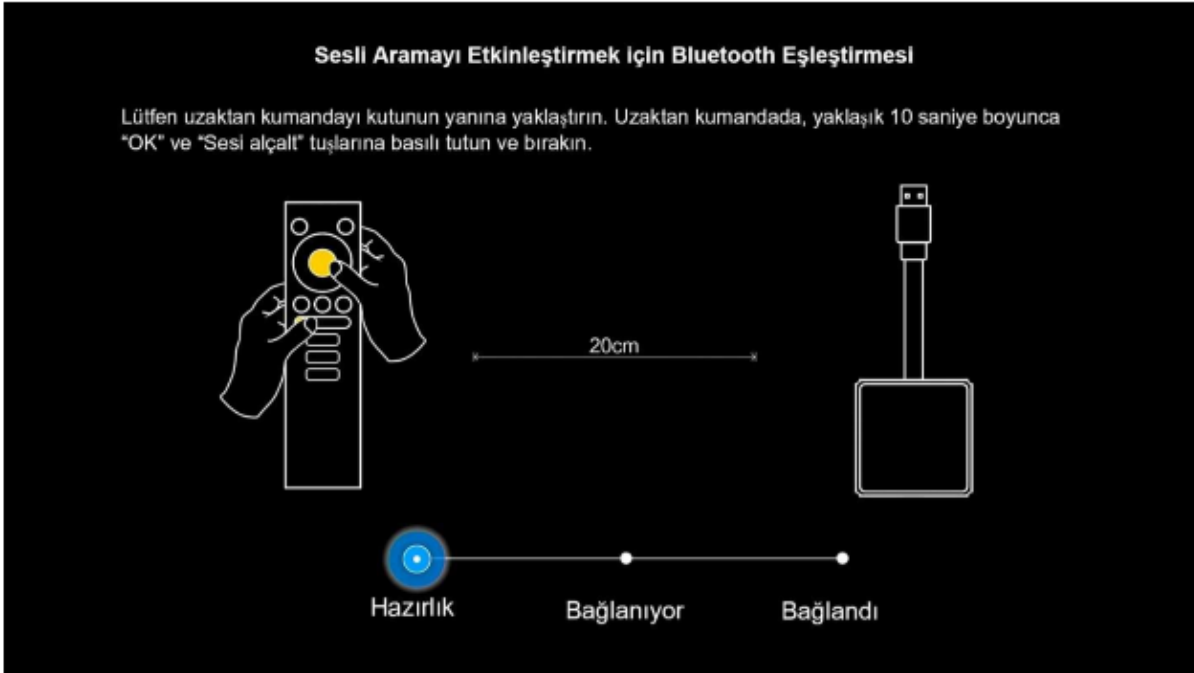 Sesli Aramayı Etkinleştirmek için Bluetooth Eşleştirmesi
Lütfen uzaktan kumandayı kutunun yanına yaklaştırın. Uzaktan kumandada, yaklaşık 10 saniye boyunca
“OK” ve “Sesi alçalt” tuşlarına basılı tutun ve bırakın.
20cm
Hazırlık
Bağlanıyor
Bağlandı